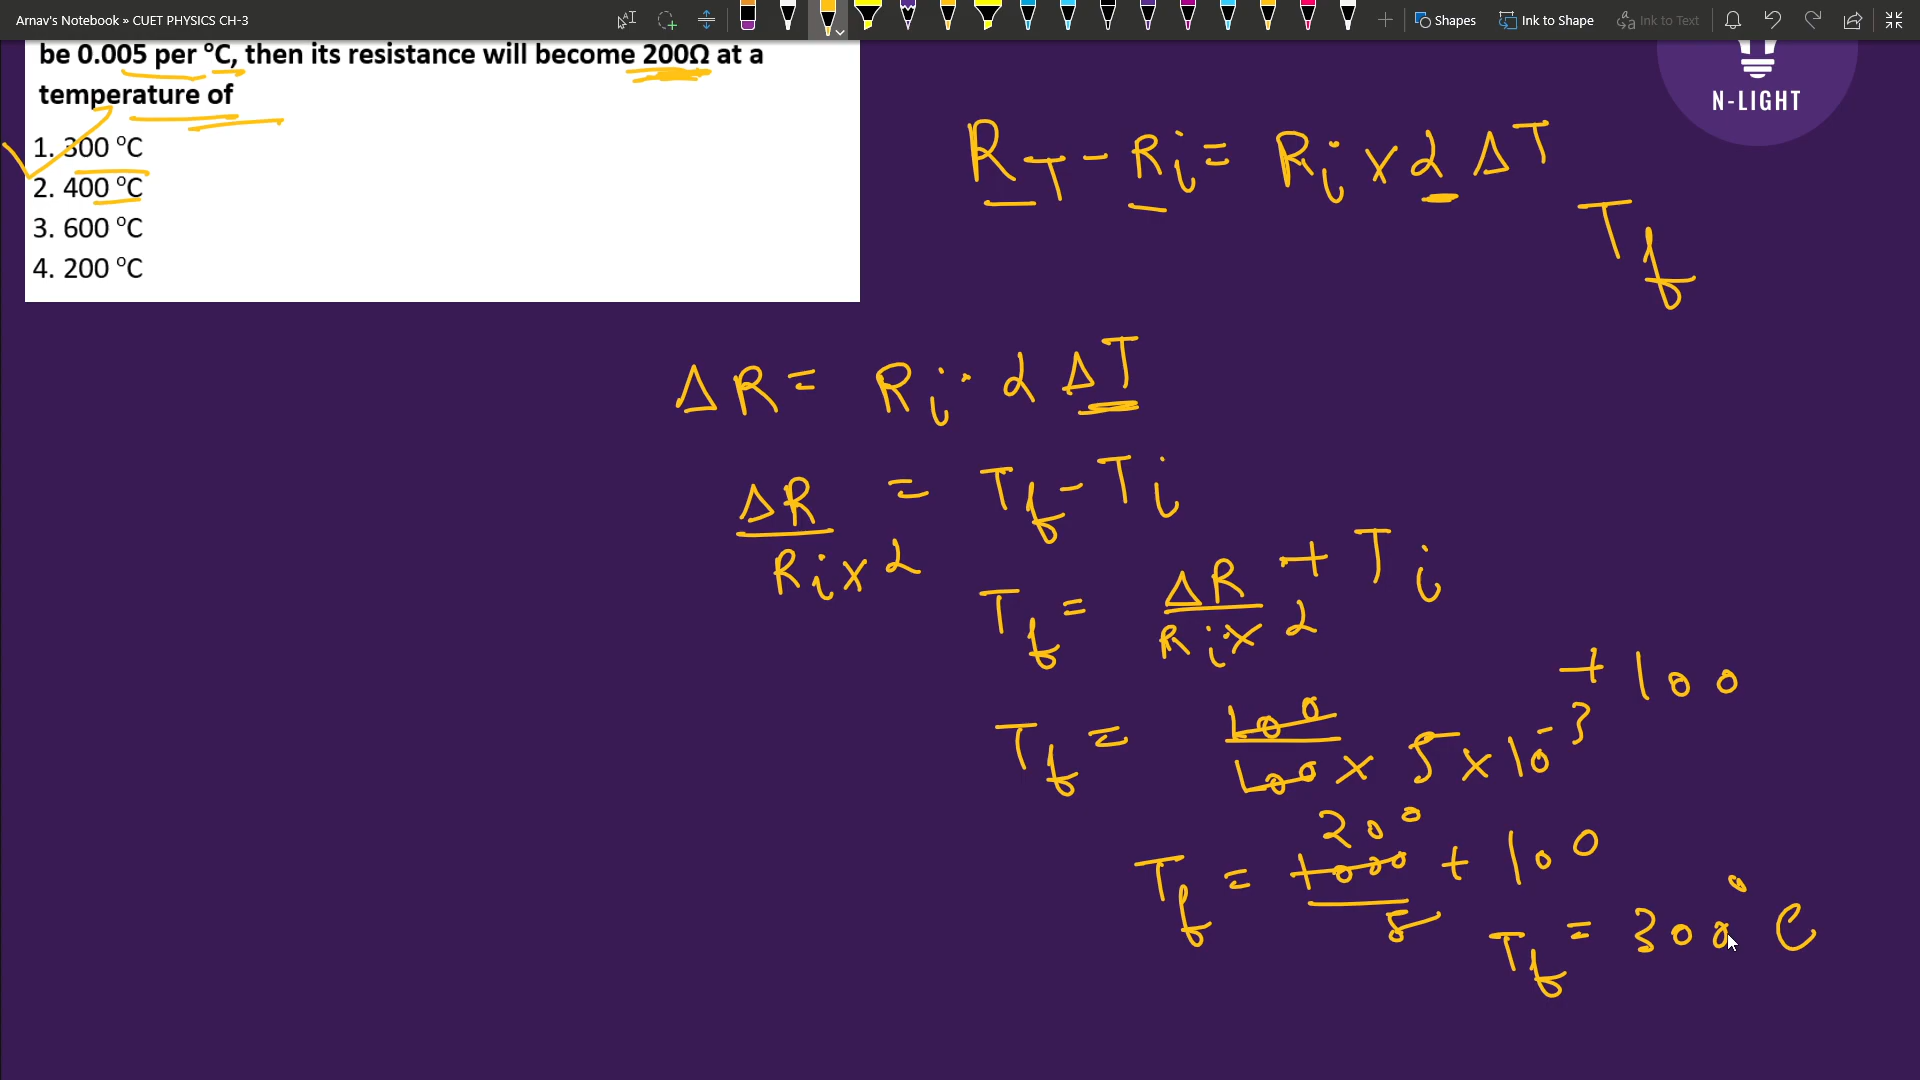 Arnav's Notebook » CUET PHYSICS CH-3
Shapes
Ink to Shape
Ink to Text
be 0.005 per °C, then its resistance will become 200Ω at a
temperature of
1. 300 °C
2. 400 °C
3. 600 °C
4. 200 °C
N-LIGHT
R_T - R_i = R_i × α ΔT
T_f
ΔR = R_i · α ΔT
ΔR / R_i × α = T_f - T_i
T_f = ΔR / R_i × α + T_i
T_f = 100 / 100 × 5 × 10^-3 + 100
200
T_f = 1000 / 5 + 100
T_f = 300° C